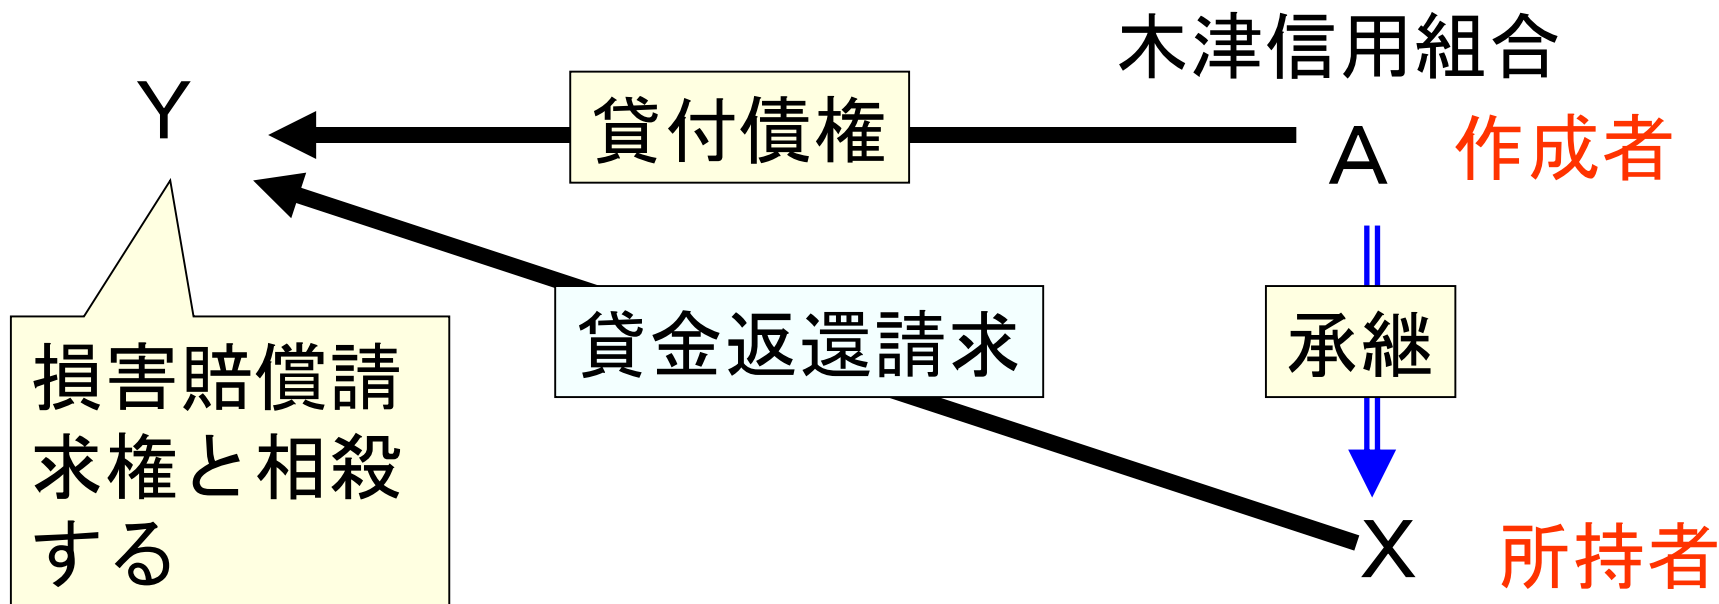 木津信用組合
Y
貸付債権
A
作成者
貸金返還請求
承継
損害賠償請
求権と相殺
する
X
所持者